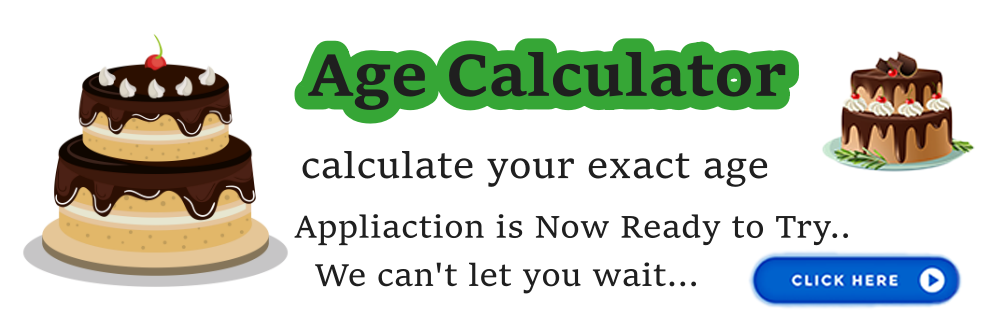 Age Calculator
calculate your exact age
Appliaction is Now Ready to Try..
We can't let you wait...
CLICK HERE